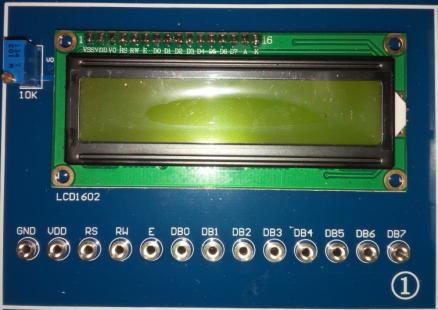 1 16
VSS VDD VO RS RW E D0 D1 D2 D3 D4 D5 D6 D7 A K
VO
10K
LCD1602
GND VDD RS RW E DB0 DB1 DB2 DB3 DB4 DB5 DB6 DB7
1